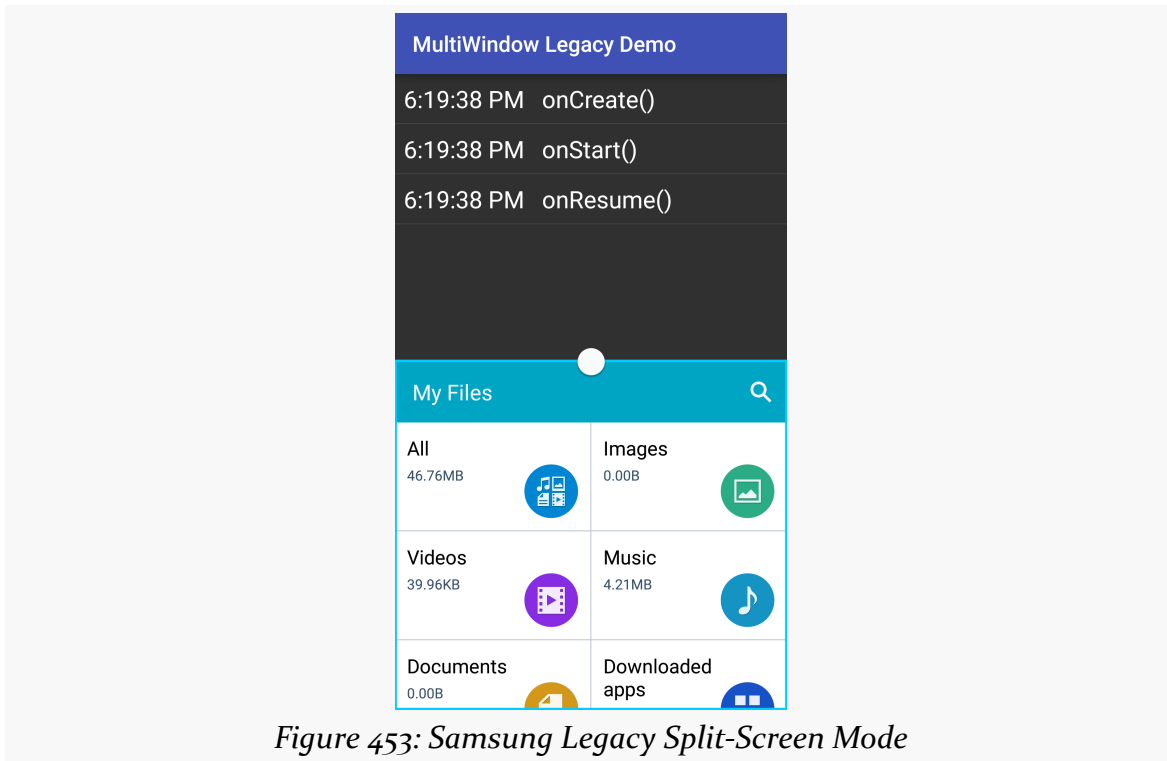 MultiWindow Legacy Demo
6:19:38 PM onCreate()
6:19:38 PM onStart()
6:19:38 PM onResume()
My Files
All
46.76MB
Images
0.00B
Videos
39.96KB
Music
4.21MB
Documents
0.00B
Downloaded
apps
Figure 453: Samsung Legacy Split-Screen Mode